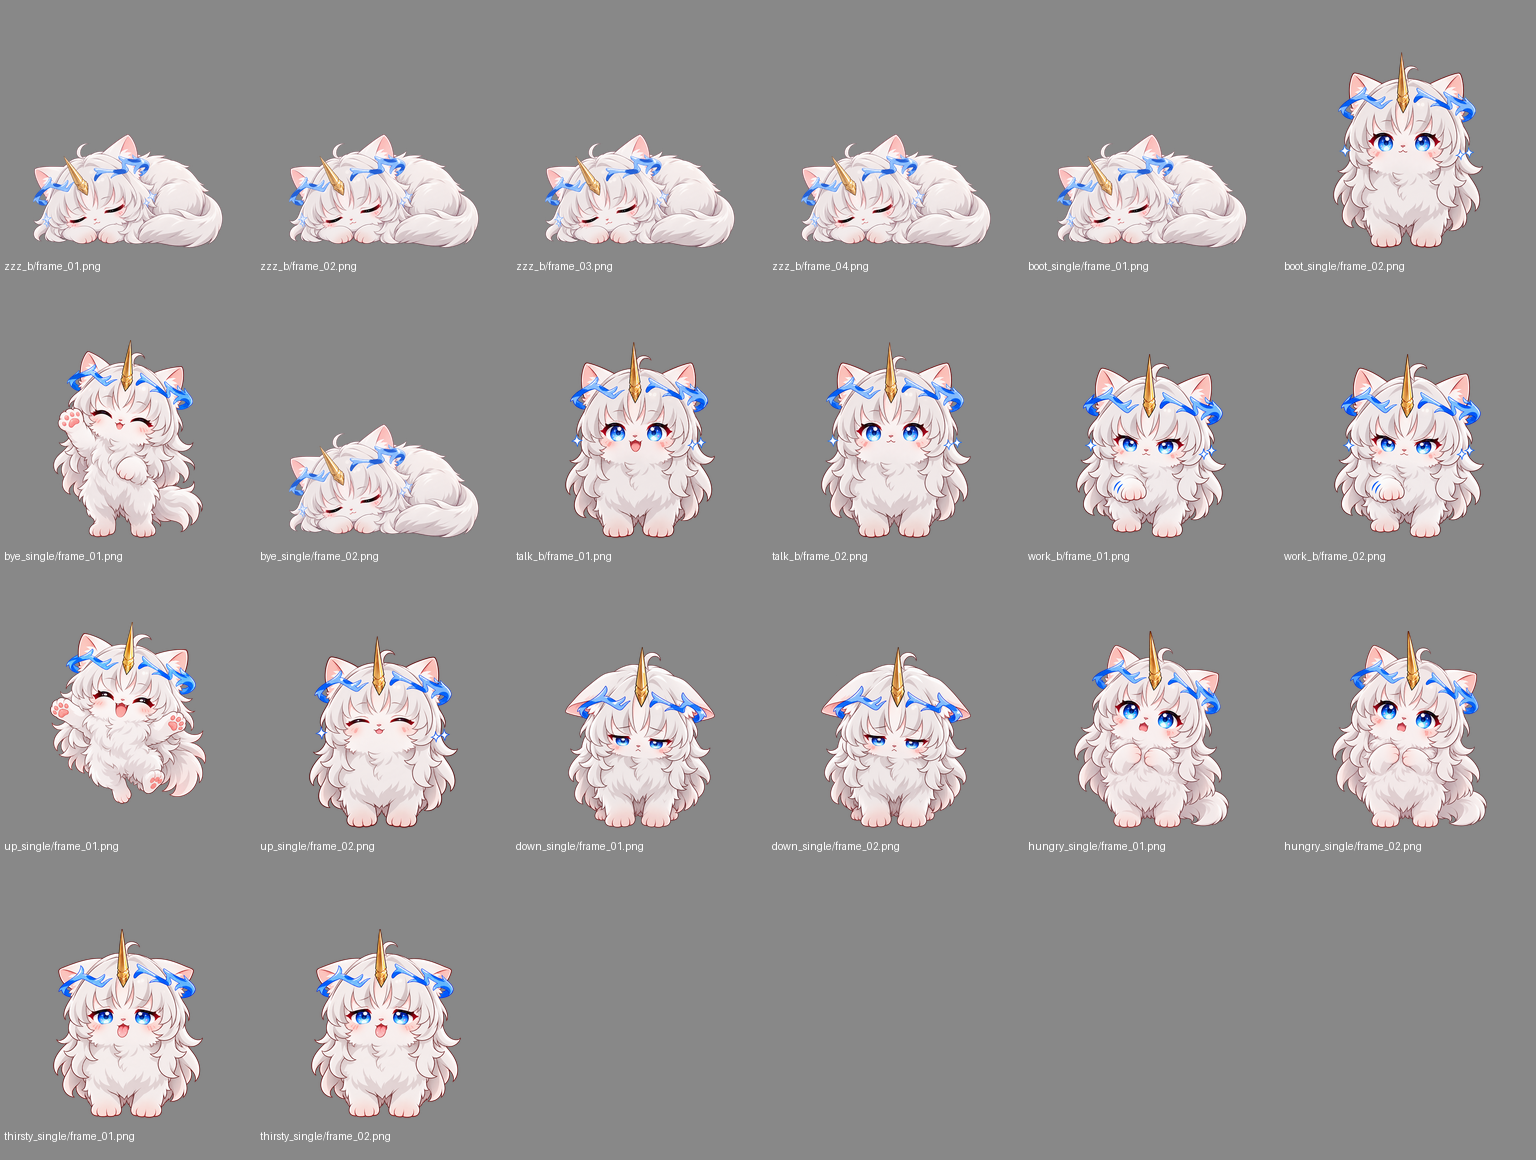 zzz_b/frame_01.png
zzz_b/frame_02.png
zzz_b/frame_03.png
zzz_b/frame_04.png
boot_single/frame_01.png
boot_single/frame_02.png
bye_single/frame_01.png
bye_single/frame_02.png
talk_b/frame_01.png
talk_b/frame_02.png
work_b/frame_01.png
work_b/frame_02.png
up_single/frame_01.png
up_single/frame_02.png
down_single/frame_01.png
down_single/frame_02.png
hungry_single/frame_01.png
hungry_single/frame_02.png
thirsty_single/frame_01.png
thirsty_single/frame_02.png